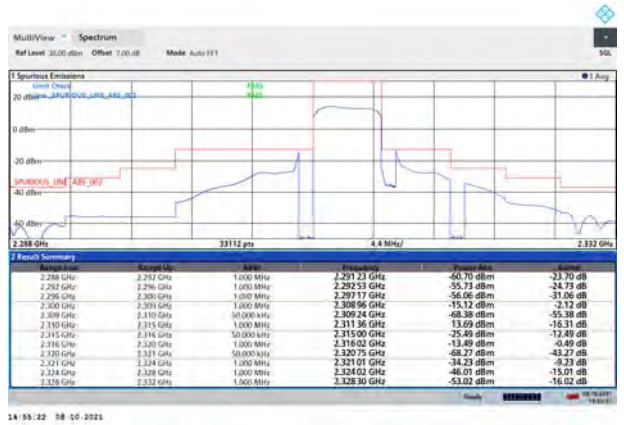 MultiView Spectrum
Ref Level 30.00 dBm Offset 7.00 dB Mode Auto FFT
SGL
1 Spurious Emissions 1 Avg
Limit Check PASS
Line _SPURIOUS_LINE_ABS_002 PASS
20 dBm
0 dBm
-20 dBm
_SPURIOUS_LINE_ABS_002
-40 dBm
-60 dBm
2.288 GHz 33112 pts 4.4 MHz/ 2.332 GHz
2 Result Summary
Range Low Range Up RBW Frequency Power Abs
2.288 GHz 2.292 GHz 1.000 MHz 2.291 23 GHz -60.70 dBm -23.70 dB
2.292 GHz 2.296 GHz 1.000 MHz 2.292 53 GHz -55.73 dBm -24.73 dB
2.296 GHz 2.300 GHz 1.000 MHz 2.297 17 GHz -56.06 dBm -31.06 dB
2.300 GHz 2.309 GHz 1.000 MHz 2.308 96 GHz -15.12 dBm -2.12 dB
2.309 GHz 2.310 GHz 50.000 kHz 2.309 24 GHz -68.38 dBm -55.38 dB
2.310 GHz 2.315 GHz 1.000 MHz 2.311 36 GHz 13.69 dBm -16.31 dB
2.315 GHz 2.316 GHz 50.000 kHz 2.315 00 GHz -25.49 dBm -12.49 dB
2.316 GHz 2.320 GHz 1.000 MHz 2.316 02 GHz -13.49 dBm -0.49 dB
2.320 GHz 2.321 GHz 50.000 kHz 2.320 75 GHz -68.27 dBm -43.27 dB
2.321 GHz 2.324 GHz 1.000 MHz 2.321 01 GHz -34.23 dBm -9.23 dB
2.324 GHz 2.328 GHz 1.000 MHz 2.324 02 GHz -46.01 dBm -15.01 dB
2.328 GHz 2.332 GHz 1.000 MHz 2.328 30 GHz -53.02 dBm -16.02 dB
Ready
14:55:22 08-10-2021